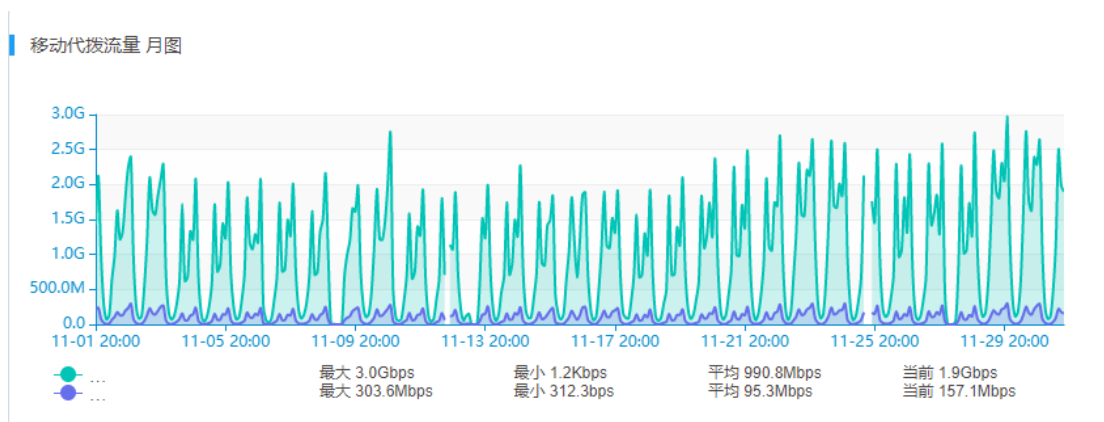 移动代拨流量 月图
3.0G
2.5G
2.0G
1.5G
1.0G
500.0M
0.0
11-01 20:00 11-05 20:00 11-09 20:00 11-13 20:00 11-17 20:00 11-21 20:00 11-25 20:00 11-29 20:00
... 最大 3.0Gbps 最小 1.2Kbps 平均 990.8Mbps 当前 1.9Gbps
... 最大 303.6Mbps 最小 312.3bps 平均 95.3Mbps 当前 157.1Mbps